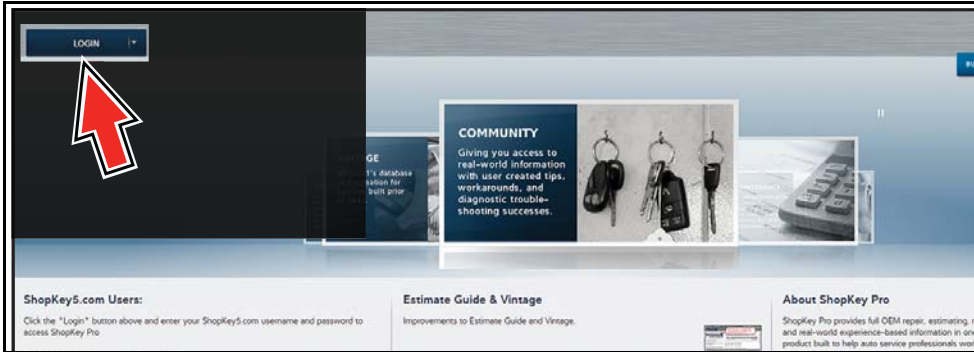 LOGIN
BU
COMMUNITY
Giving you access to
real-world information
with user created tips,
workarounds, and
diagnostic trouble-
shooting successes.
ShopKey5.com Users:
Click the "Login" button above and enter your ShopKey5.com username and password to
access ShopKey Pro
Estimate Guide & Vintage
Improvements to Estimate Guide and Vintage.
About ShopKey Pro
ShopKey Pro provides full OEM repair, estimating,
and real-world experience-based information in one
product built to help auto service professionals